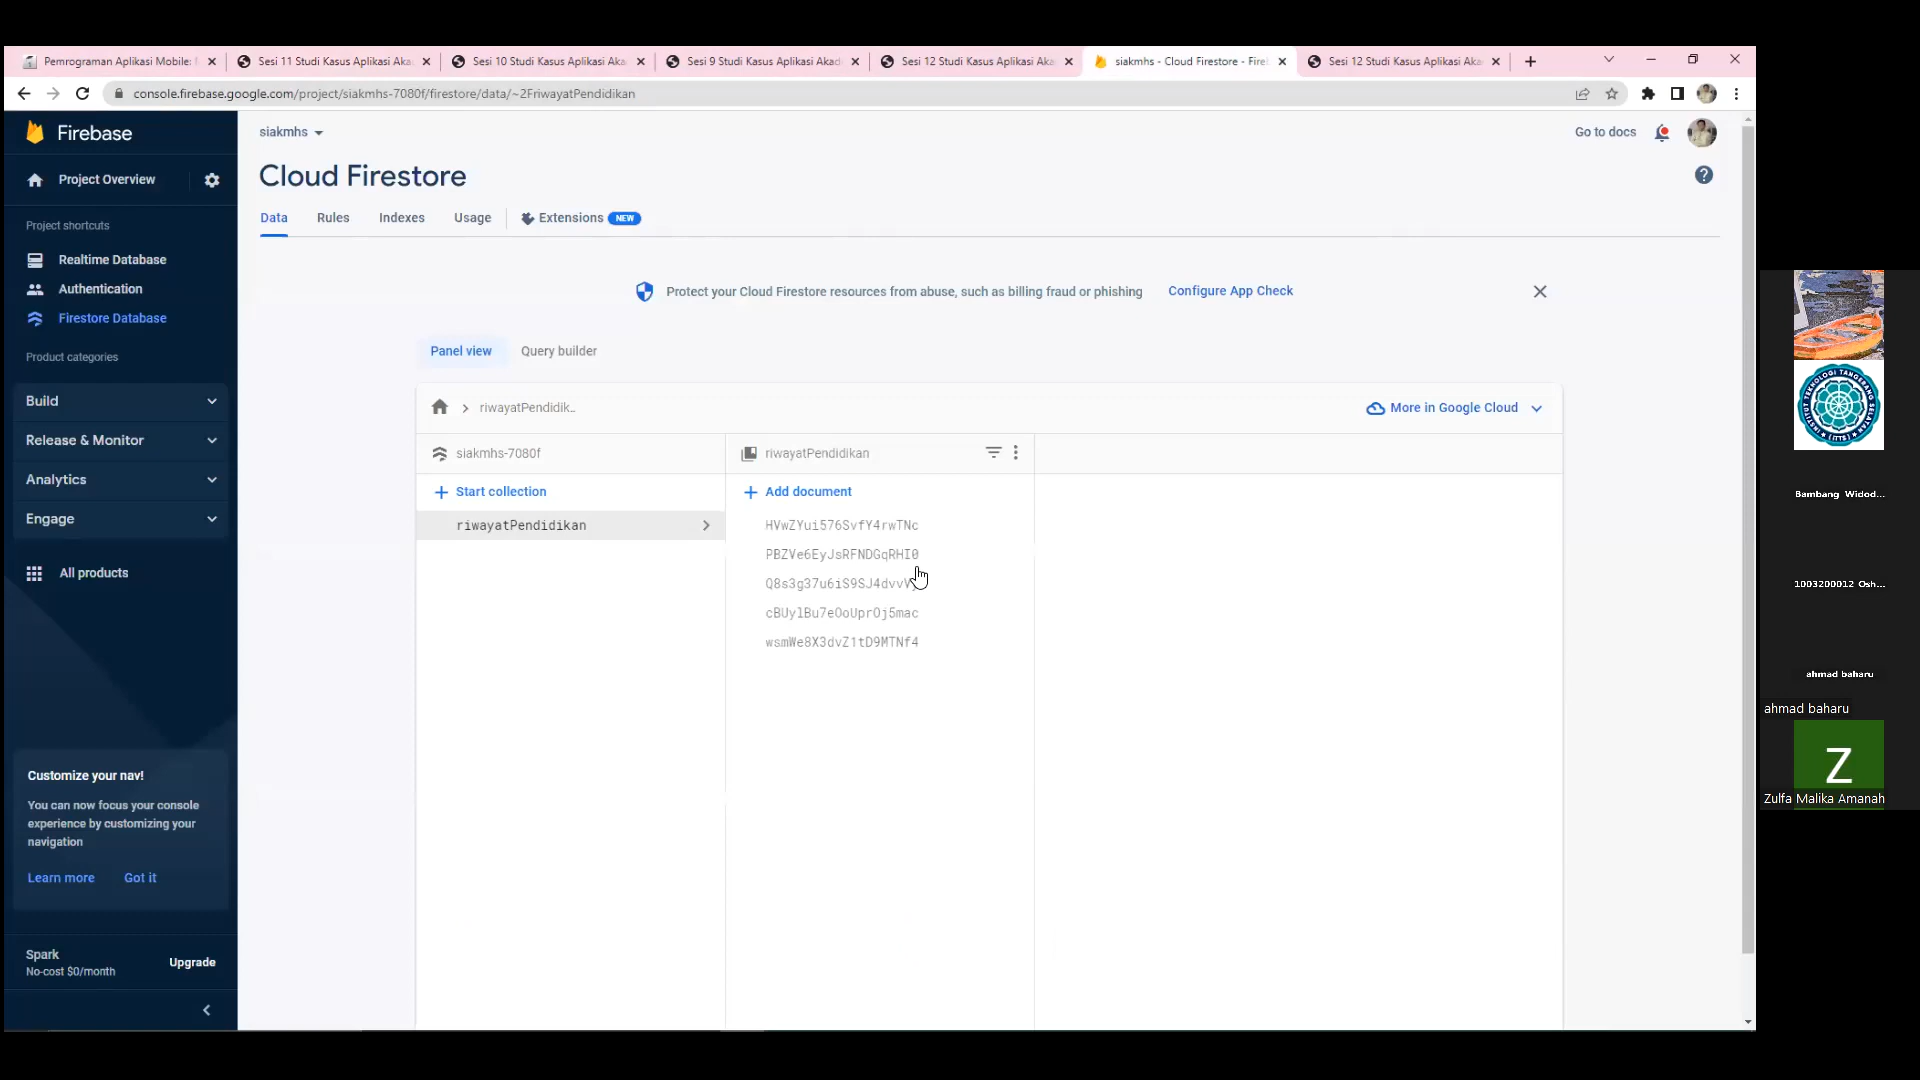 Pemrograman Aplikasi Mobile:
Sesi 11 Studi Kasus Aplikasi Aka
Sesi 10 Studi Kasus Aplikasi Aka
Sesi 9 Studi Kasus Aplikasi Akad
Sesi 12 Studi Kasus Aplikasi Aka
siakmhs - Cloud Firestore - Fire
Sesi 12 Studi Kasus Aplikasi Aka
console.firebase.google.com/project/siakmhs-7080f/firestore/data/~2FriwayatPendidikan
Firebase
siakmhs
Go to docs
Project Overview
Cloud Firestore
Project shortcuts
Data
Rules
Indexes
Usage
Extensions NEW
Realtime Database
Authentication
Firestore Database
Protect your Cloud Firestore resources from abuse, such as billing fraud or phishing
Configure App Check
Product categories
Panel view
Query builder
Build
riwayatPendidik...
More in Google Cloud
Release & Monitor
siakmhs-7080f
riwayatPendidikan
Analytics
Start collection
Add document
Engage
riwayatPendidikan
HVwZYui576SvfY4rwTNc
PBZVe6EyJsRFNDGqRHI0
All products
cBUylBu7eOoUprOj5mac
wsmWe8X3dvZ1tD9MTNf4
Customize your nav!
You can now focus your console
experience by customizing your
navigation
Learn more
Got it
Spark
No-cost $0/month
Upgrade
INSTITUT TEKNOLOGI TANGERANG SELATAN
(ITTS)
Bambang Widod...
1003200012 Osh...
ahmad baharu
ahmad baharu
Z
Zulfa Malika Amanah